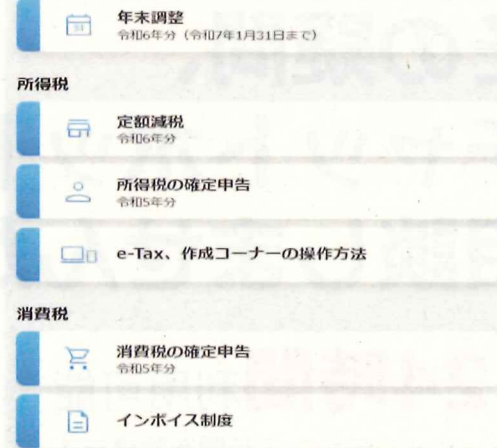 年末調整
令和6年分（令和7年1月31日まで）
所得税
定額減税
令和6年分
所得税の確定申告
令和5年分
e-Tax、作成コーナーの操作方法
消費税
消費税の確定申告
令和5年分
インボイス制度